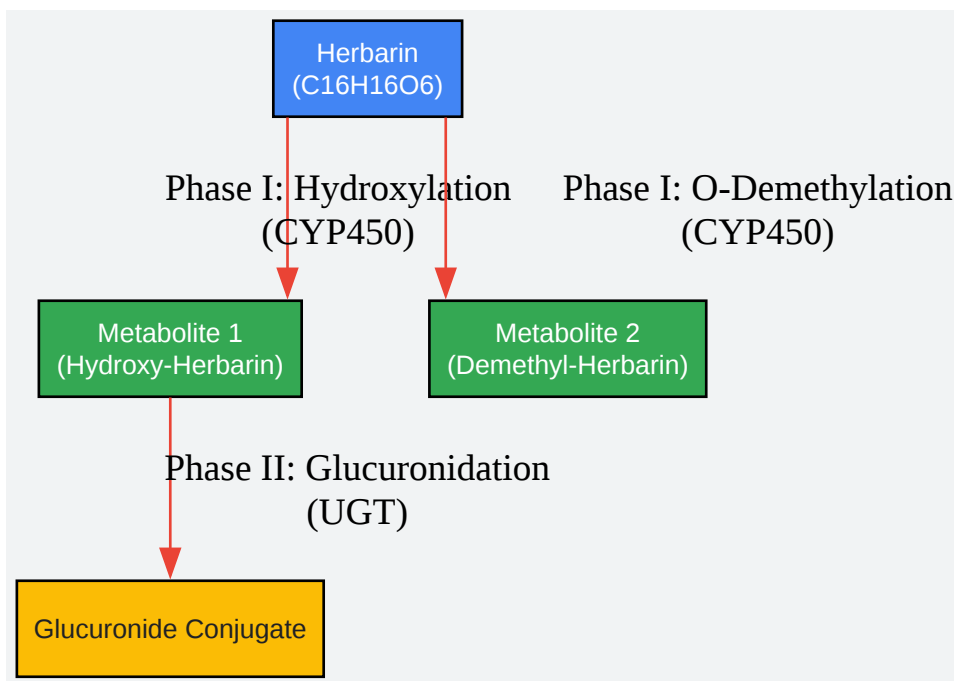 Herbarin
(C16H16O6)
Phase I: Hydroxylation
(CYP450)
Phase I: O-Demethylation
(CYP450)
Metabolite 1
(Hydroxy-Herbarin)
Metabolite 2
(Demethyl-Herbarin)
Phase II: Glucuronidation
(UGT)
Glucuronide Conjugate